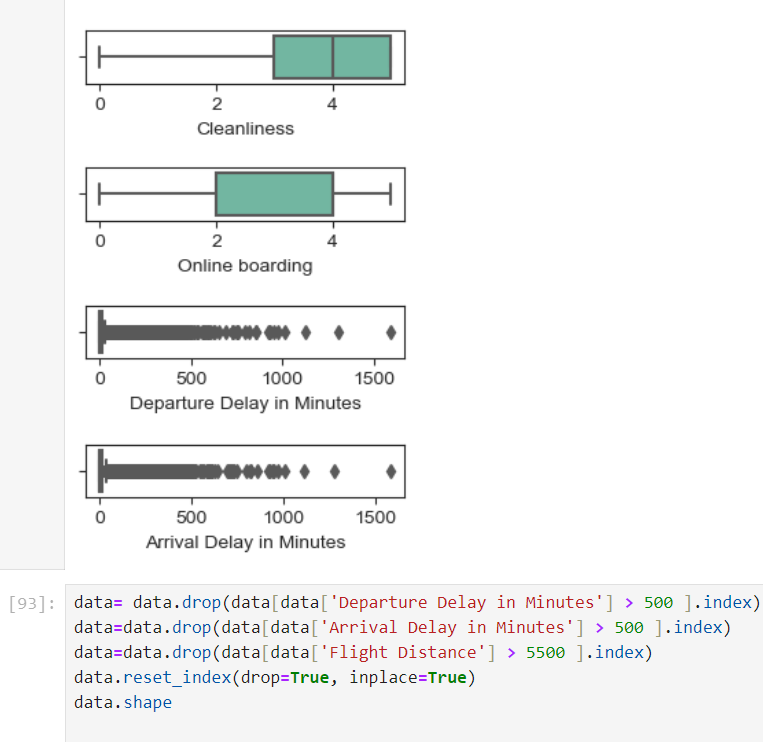 0 2 4
Cleanliness
0 2 4
Online boarding
0 500 1000 1500
Departure Delay in Minutes
0 500 1000 1500
Arrival Delay in Minutes
[93]: data= data.drop(data[data['Departure Delay in Minutes'] > 500 ].index)
data=data.drop(data[data['Arrival Delay in Minutes'] > 500 ].index)
data=data.drop(data[data['Flight Distance'] > 5500 ].index)
data.reset_index(drop=True, inplace=True)
data.shape